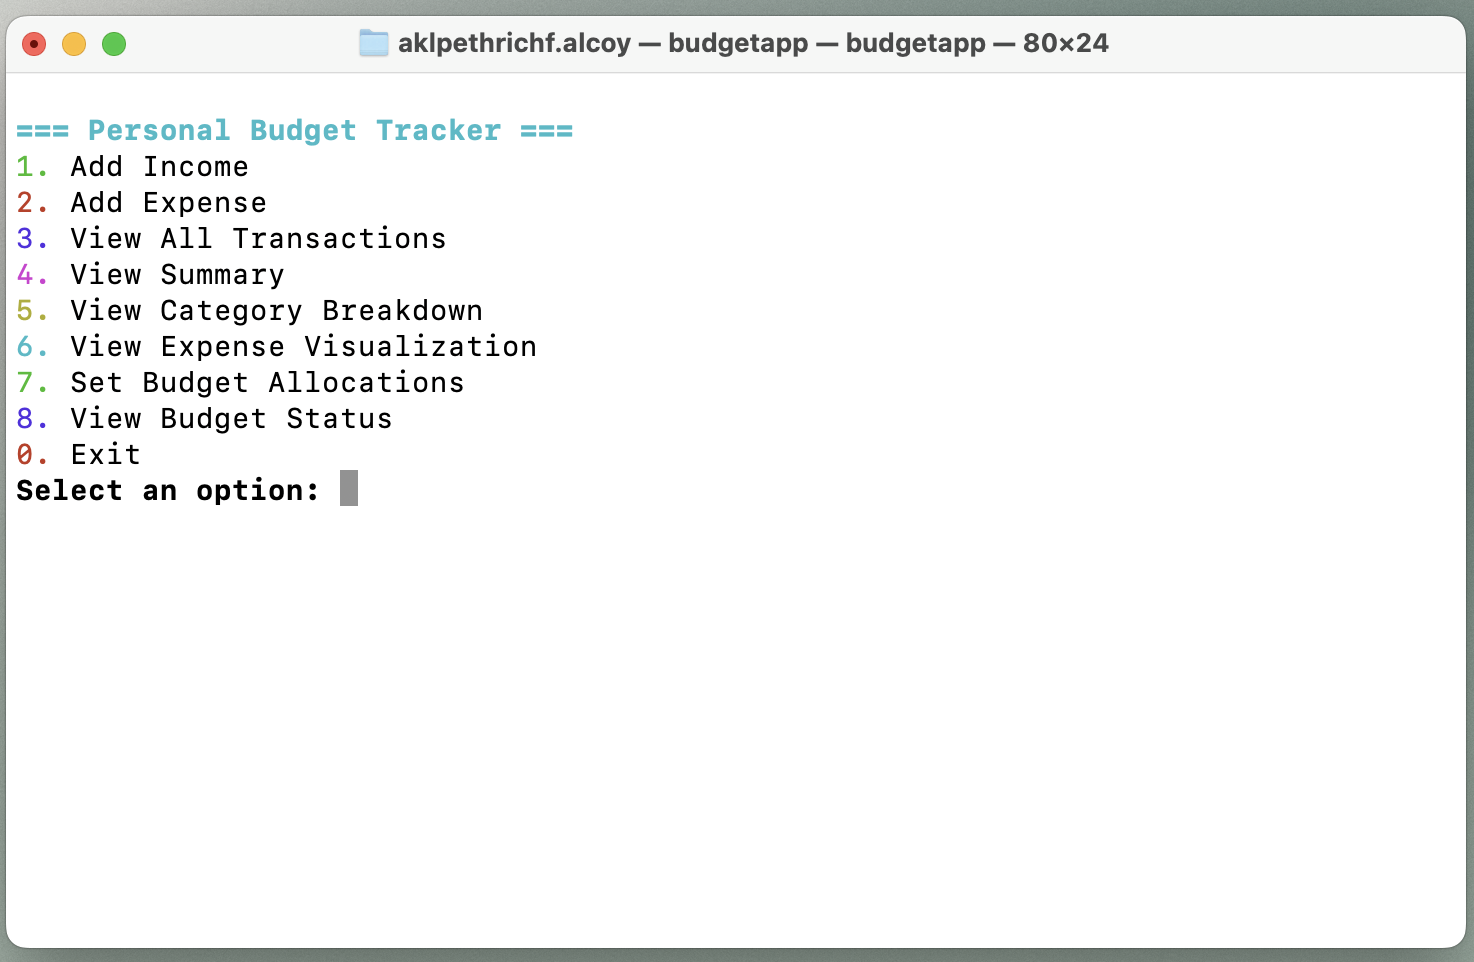 aklpethrichf.alcoy — budgetapp — budgetapp — 80×24
=== Personal Budget Tracker ===
1. Add Income
2. Add Expense
3. View All Transactions
4. View Summary
5. View Category Breakdown
6. View Expense Visualization
7. Set Budget Allocations
8. View Budget Status
0. Exit
Select an option: